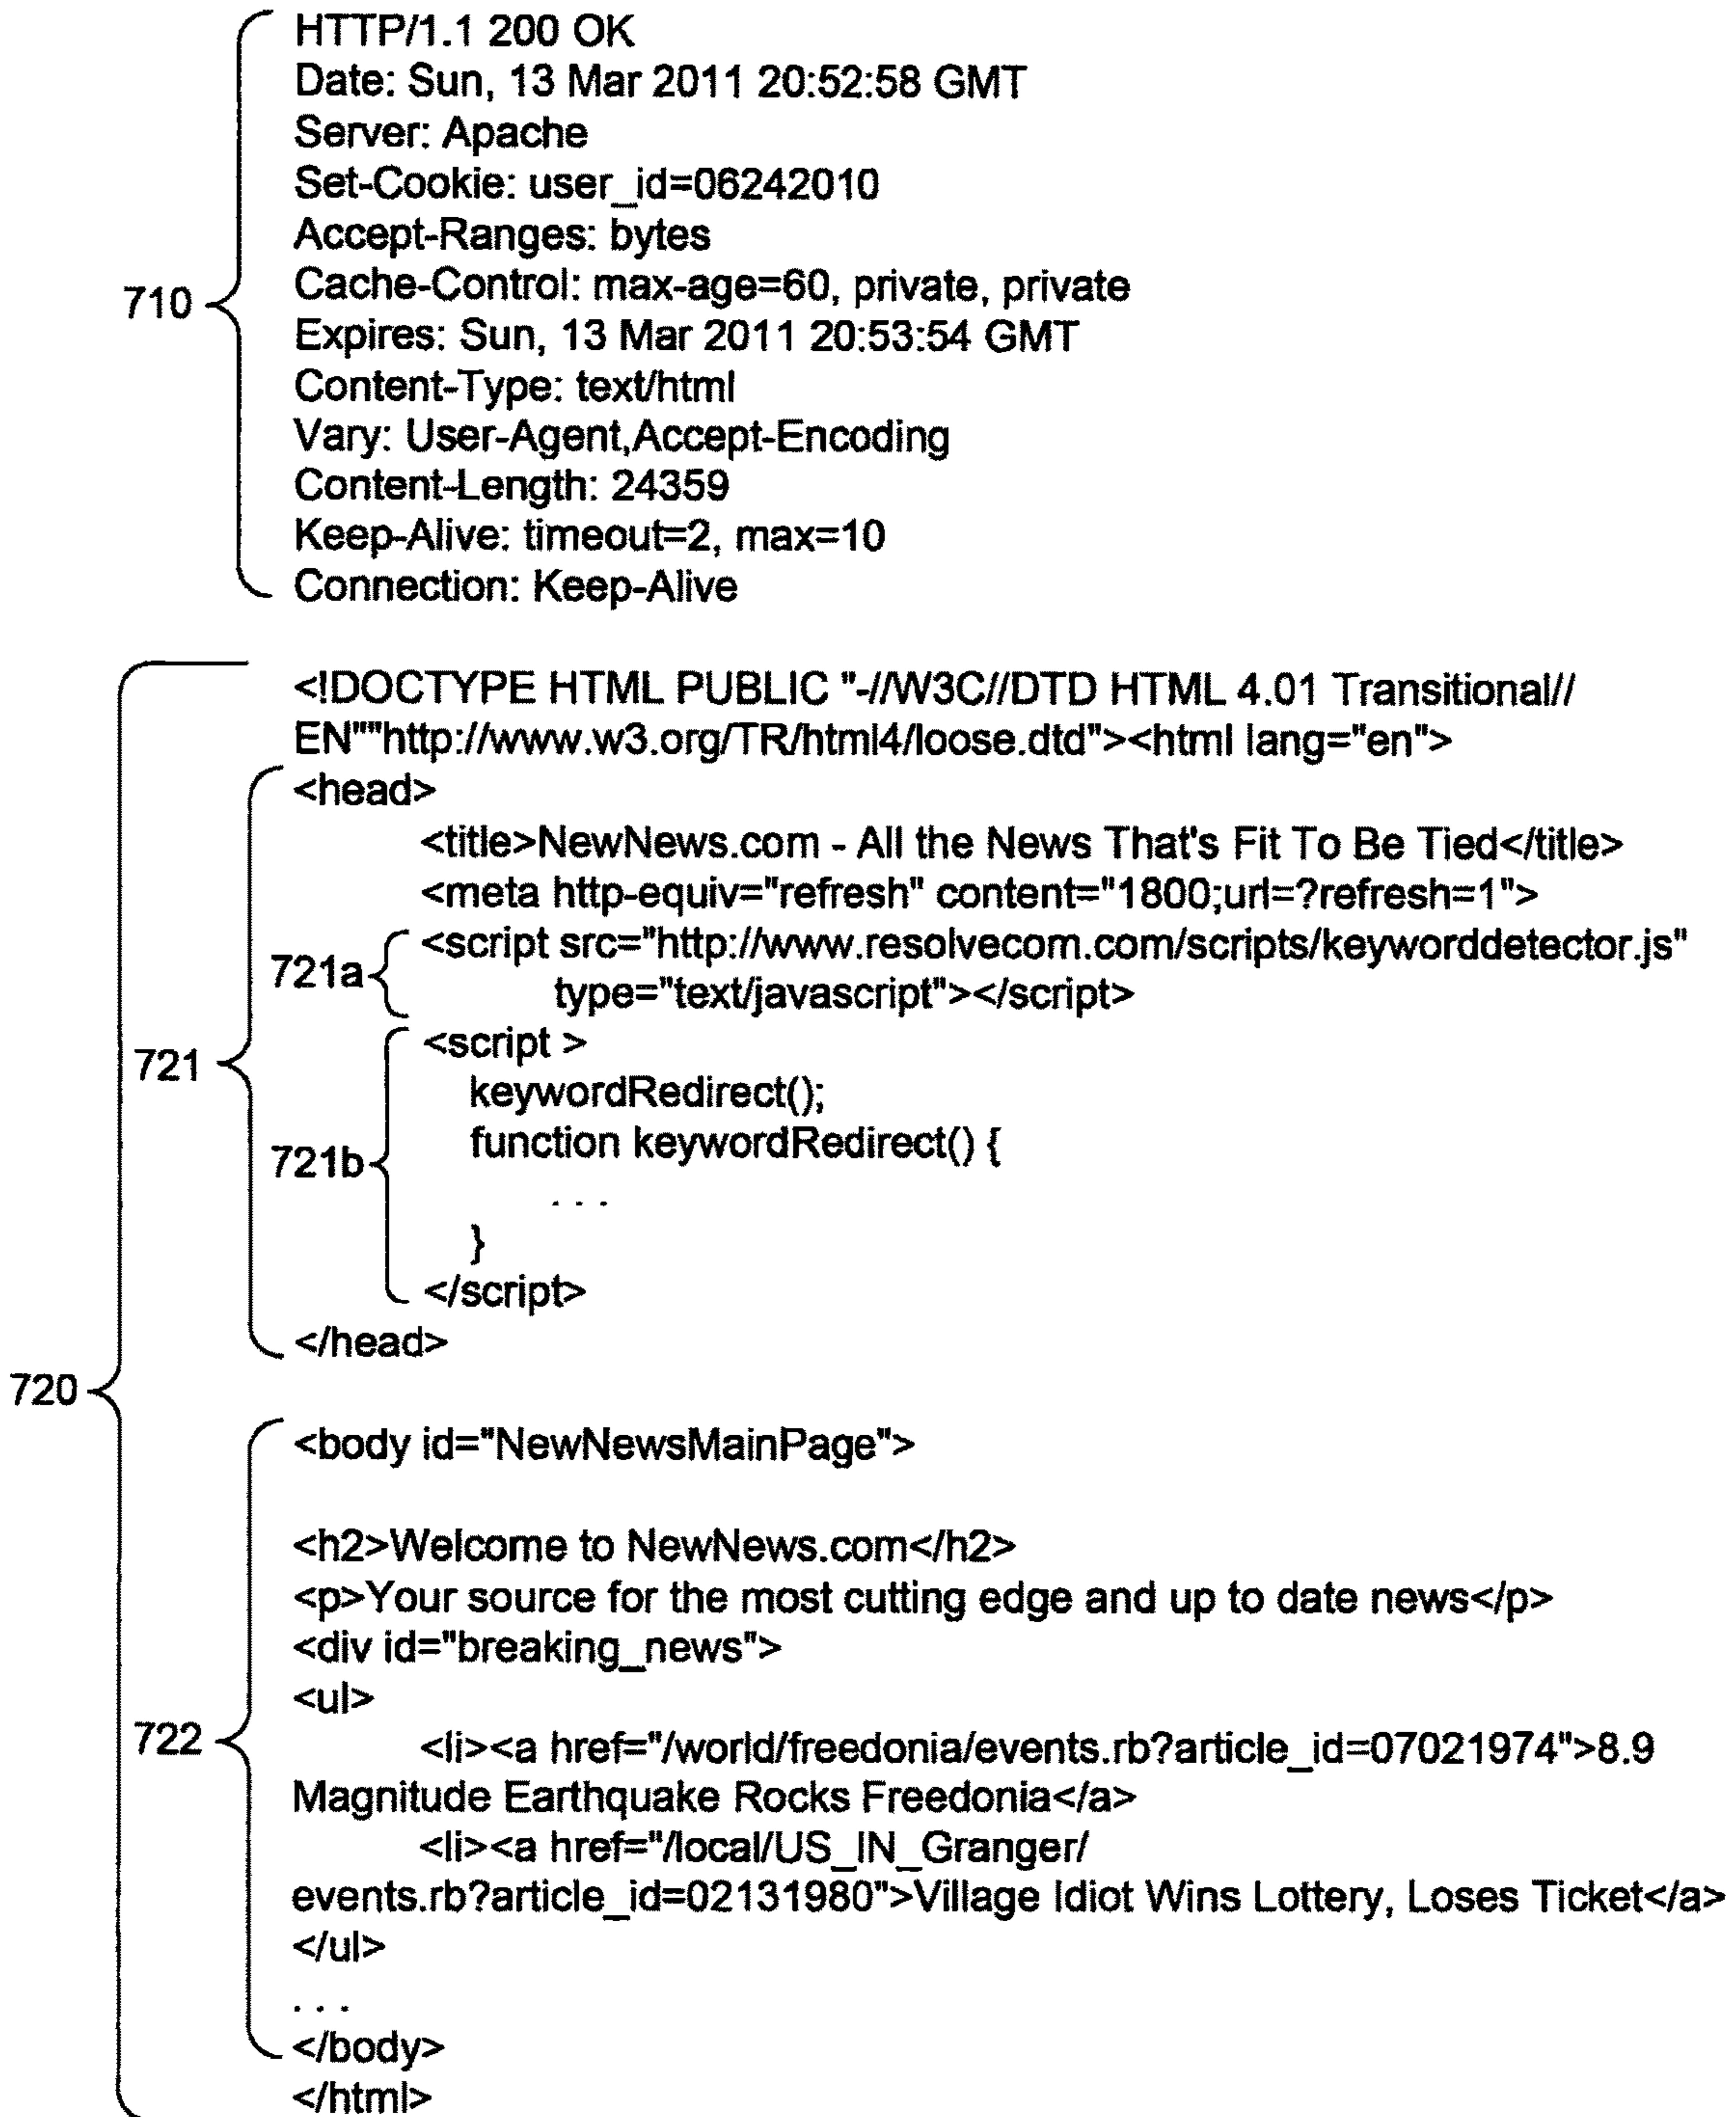 HTTP/1.1 200 OK
Date: Sun, 13 Mar 2011 20:52:58 GMT
Server: Apache
Set-Cookie: user_id=06242010
Accept-Ranges: bytes
710
Cache-Control: max-age=60, private, private
Expires: Sun, 13 Mar 2011 20:53:54 GMT
Content-Type: text/html
Vary: User-Agent,Accept-Encoding
Content-Length: 24359
Keep-Alive: timeout=2, max=10
Connection: Keep-Alive
<!DOCTYPE HTML PUBLIC "-//W3C//DTD HTML 4.01 Transitional//
EN""http://www.w3.org/TR/html4/loose.dtd"><html lang="en">
<head>
<title>NewNews.com - All the News That's Fit To Be Tied</title>
<meta http-equiv="refresh" content="1800;url=?refresh=1">
<script src="http://www.resolvecom.com/scripts/keyworddetector.js"
721a
type="text/javascript"></script>
<script >
721
keywordRedirect();
function keywordRedirect() {
721b
. . .
}
</script>
</head>
720
<body id="NewNewsMainPage">
<h2>Welcome to NewNews.com</h2>
<p>Your source for the most cutting edge and up to date news</p>
<div id="breaking_news">
<ul>
722
<li><a href="/world/freedonia/events.rb?article_id=07021974">8.9
Magnitude Earthquake Rocks Freedonia</a>
<li><a href="/local/US_IN_Granger/
events.rb?article_id=02131980">Village Idiot Wins Lottery, Loses Ticket</a>
</ul>
. . .
</body>
</html>